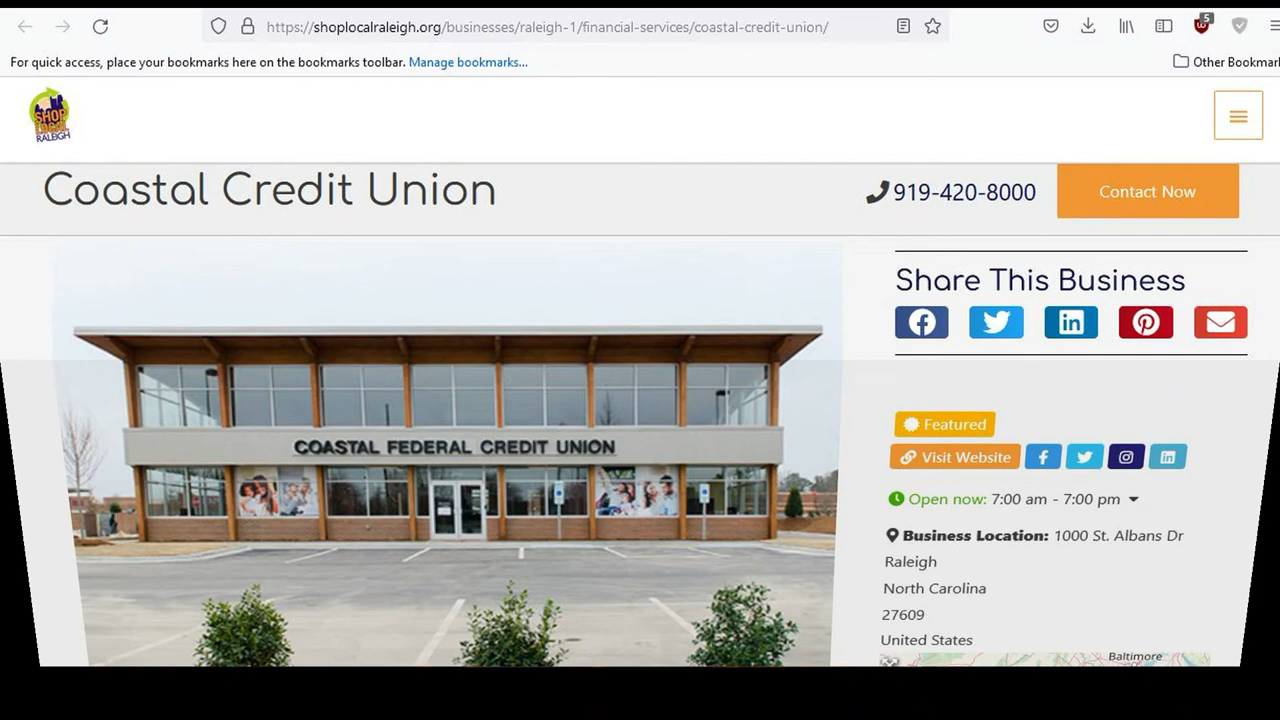 https://shoplocalraleigh.org/businesses/raleigh-1/financial-services/coastal-credit-union/
5
For quick access, place your bookmarks here on the bookmarks toolbar. Manage bookmarks...
Other Bookmar
SHOP
LOCAL
RALEIGH
Coastal Credit Union
919-420-8000
Contact Now
Share This Business
COASTAL FEDERAL CREDIT UNION
Featured
Visit Website
Open now: 7:00 am - 7:00 pm
Business Location: 1000 St. Albans Dr
Raleigh
North Carolina
27609
United States
Baltimore